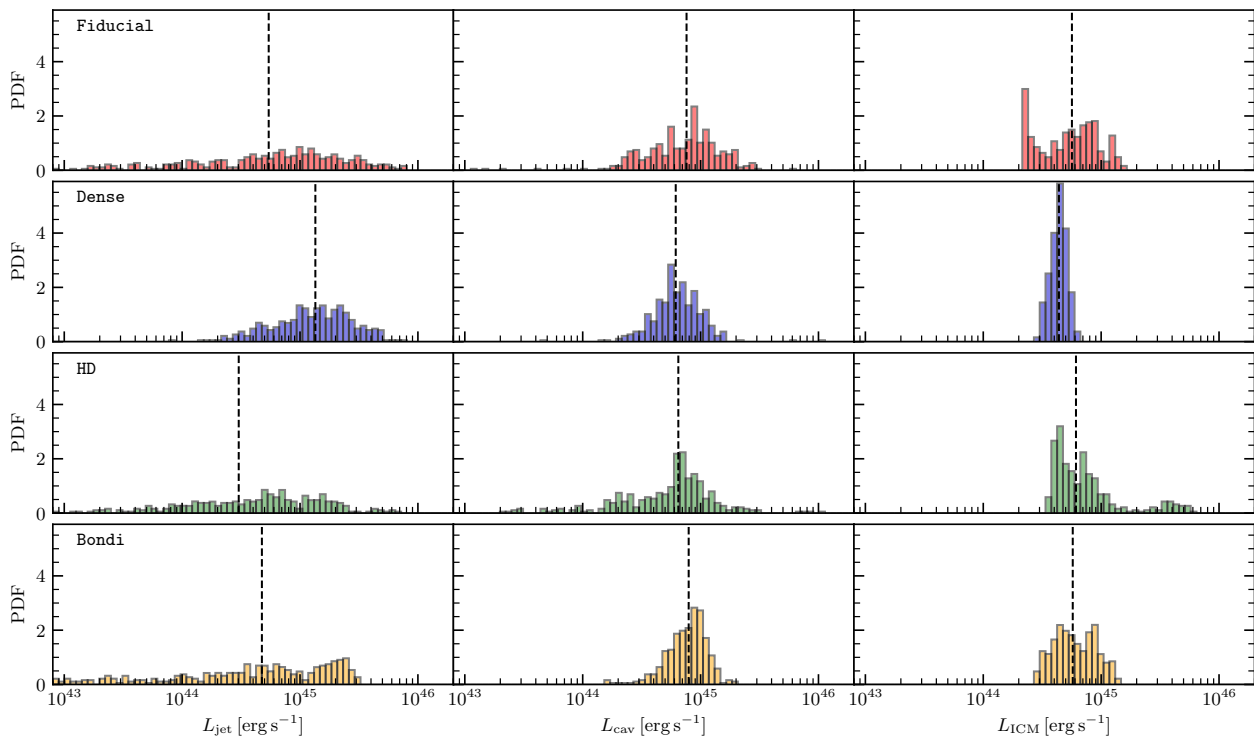 Fiducial
PDF
4
2
0
Dense
PDF
4
2
0
HD
PDF
4
2
0
Bondi
PDF
4
2
0
10^43 10^44 10^45 10^46
L_jet [erg s^−1]
10^43 10^44 10^45 10^46
L_cav [erg s^−1]
10^43 10^44 10^45 10^46
L_ICM [erg s^−1]